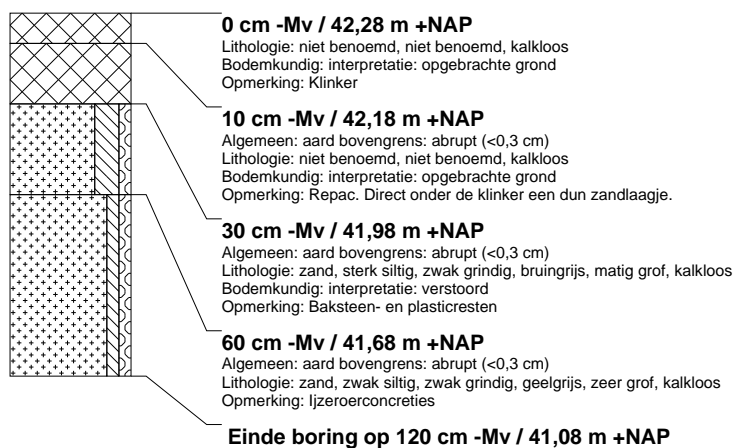 0 cm -Mv / 42,28 m +NAP
Lithologie: niet benoemd, niet benoemd, kalkloos
Bodemkundig: interpretatie: opgebrachte grond
Opmerking: Klinker
10 cm -Mv / 42,18 m +NAP
Algemeen: aard bovengrens: abrupt (<0,3 cm)
Lithologie: niet benoemd, niet benoemd, kalkloos
Bodemkundig: interpretatie: opgebrachte grond
Opmerking: Repac. Direct onder de klinker een dun zandlaagje.
30 cm -Mv / 41,98 m +NAP
Algemeen: aard bovengrens: abrupt (<0,3 cm)
Lithologie: zand, sterk siltig, zwak grindig, bruingrijs, matig grof, kalkloos
Bodemkundig: interpretatie: verstoord
Opmerking: Baksteen- en plasticresten
60 cm -Mv / 41,68 m +NAP
Algemeen: aard bovengrens: abrupt (<0,3 cm)
Lithologie: zand, zwak siltig, zwak grindig, geelgrijs, zeer grof, kalkloos
Opmerking: Ijzeroerconcreties
Einde boring op 120 cm -Mv / 41,08 m +NAP